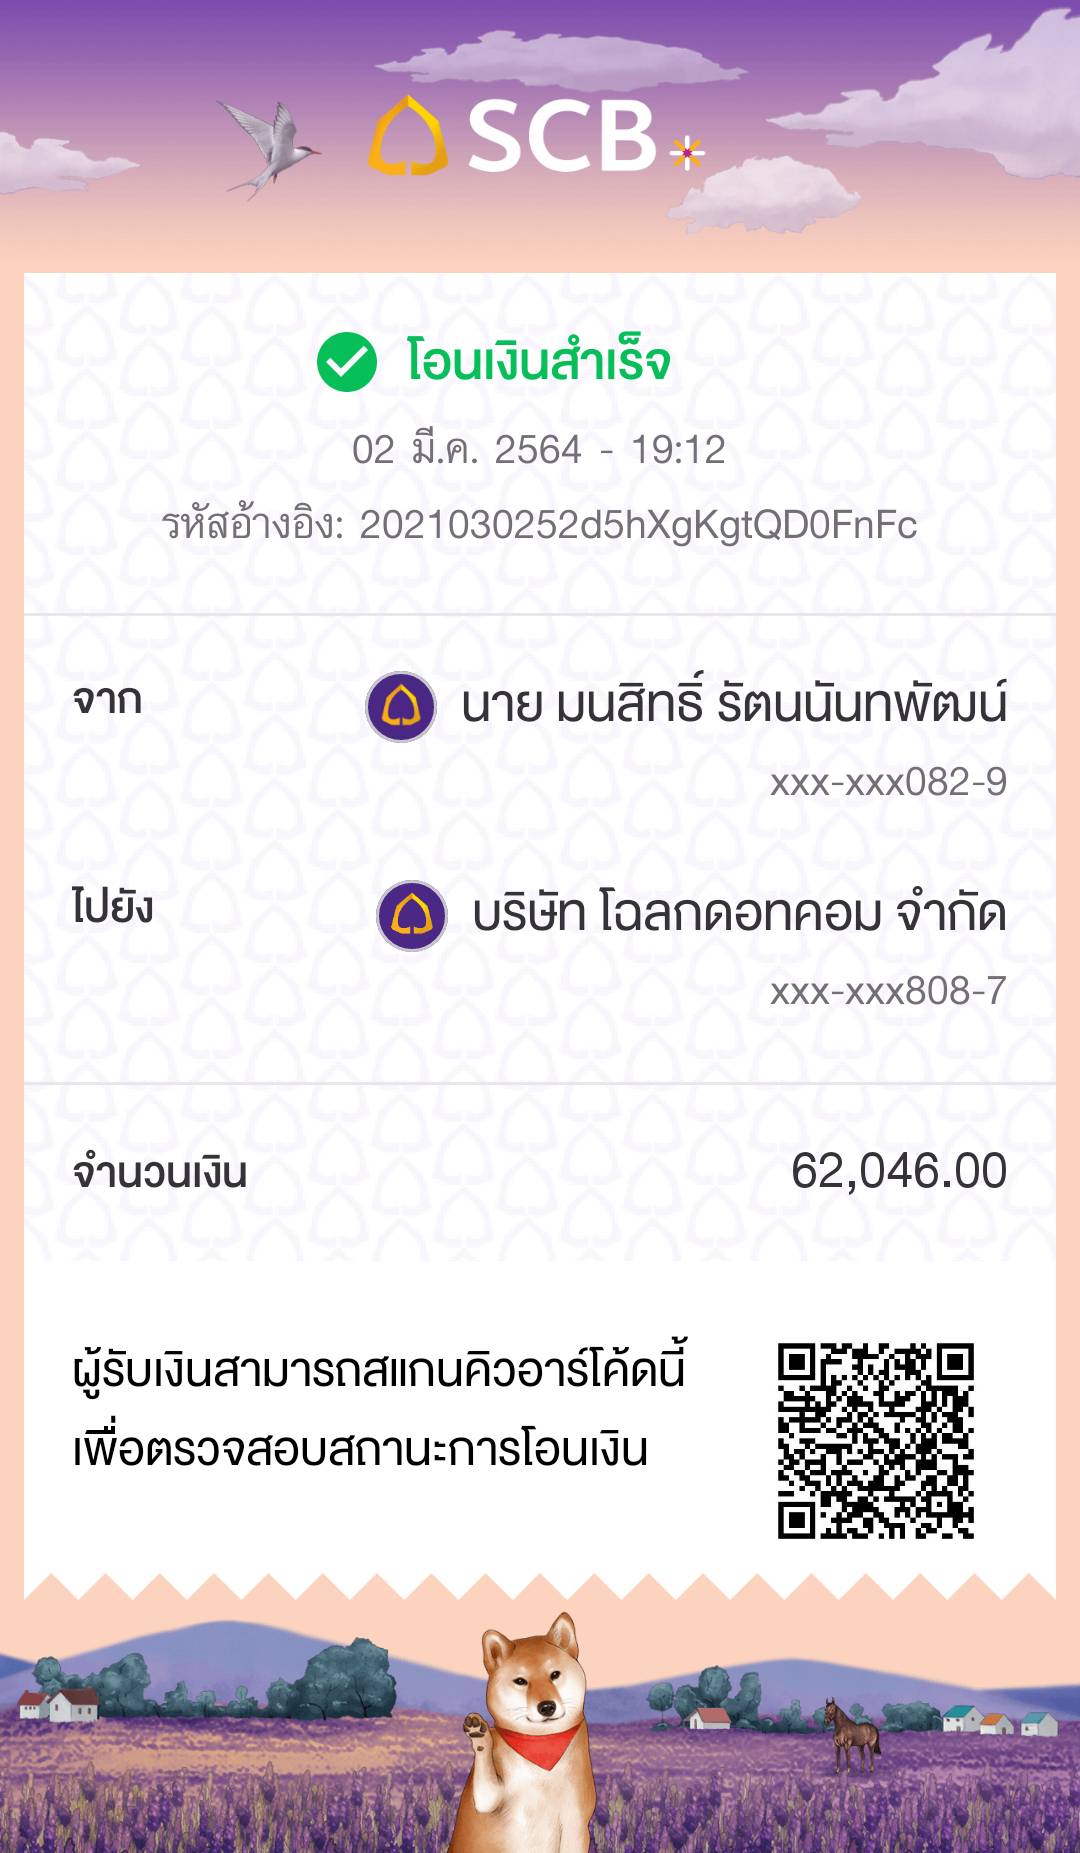 SCB
โอนเงินสำเร็จ
02 มี.ค. 2564 - 19:12
รหัสอ้างอิง: 2021030252d5hXgKgtQD0FnFc
จาก นาย มนสิทธิ์ รัตนนันทพัฒน์
xxx-xxx082-9
ไปยัง บริษัท โฉลกดอทคอม จำกัด
xxx-xxx808-7
จำนวนเงิน 62,046.00
ผู้รับเงินสามารถสแกนคิวอาร์โค้ดนี้
เพื่อตรวจสอบสถานะการโอนเงิน